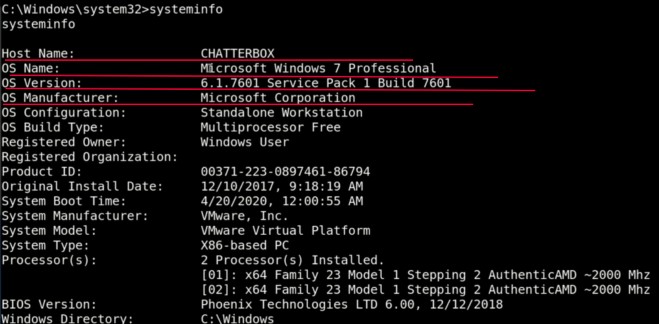 C:\Windows\system32>systeminfo
systeminfo
Host Name: CHATTERBOX
OS Name: Microsoft Windows 7 Professional
OS Version: 6.1.7601 Service Pack 1 Build 7601
OS Manufacturer: Microsoft Corporation
OS Configuration: Standalone Workstation
OS Build Type: Multiprocessor Free
Registered Owner: Windows User
Registered Organization:
Product ID: 00371-223-0897461-86794
Original Install Date: 12/10/2017, 9:18:19 AM
System Boot Time: 4/20/2020, 12:00:55 AM
System Manufacturer: VMware, Inc.
System Model: VMware Virtual Platform
System Type: X86-based PC
Processor(s): 2 Processor(s) Installed.
[01]: x64 Family 23 Model 1 Stepping 2 AuthenticAMD ~2000 Mhz
[02]: x64 Family 23 Model 1 Stepping 2 AuthenticAMD ~2000 Mhz
BIOS Version: Phoenix Technologies LTD 6.00, 12/12/2018
Windows Directory: C:\Windows